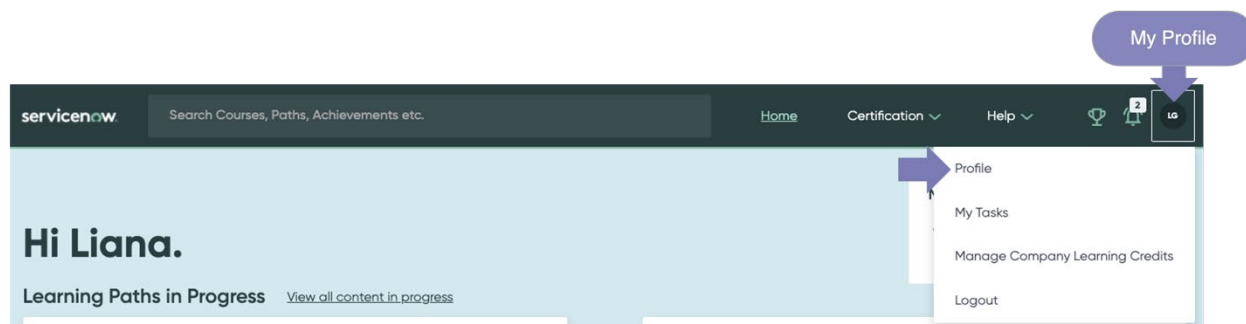 My Profile
servicenow.
Search Courses, Paths, Achievements etc.
Home
Certification
Help
2
LG
Profile
My Tasks
Manage Company Learning Credits
Logout
Hi Liana.
Learning Paths in Progress
View all content in progress